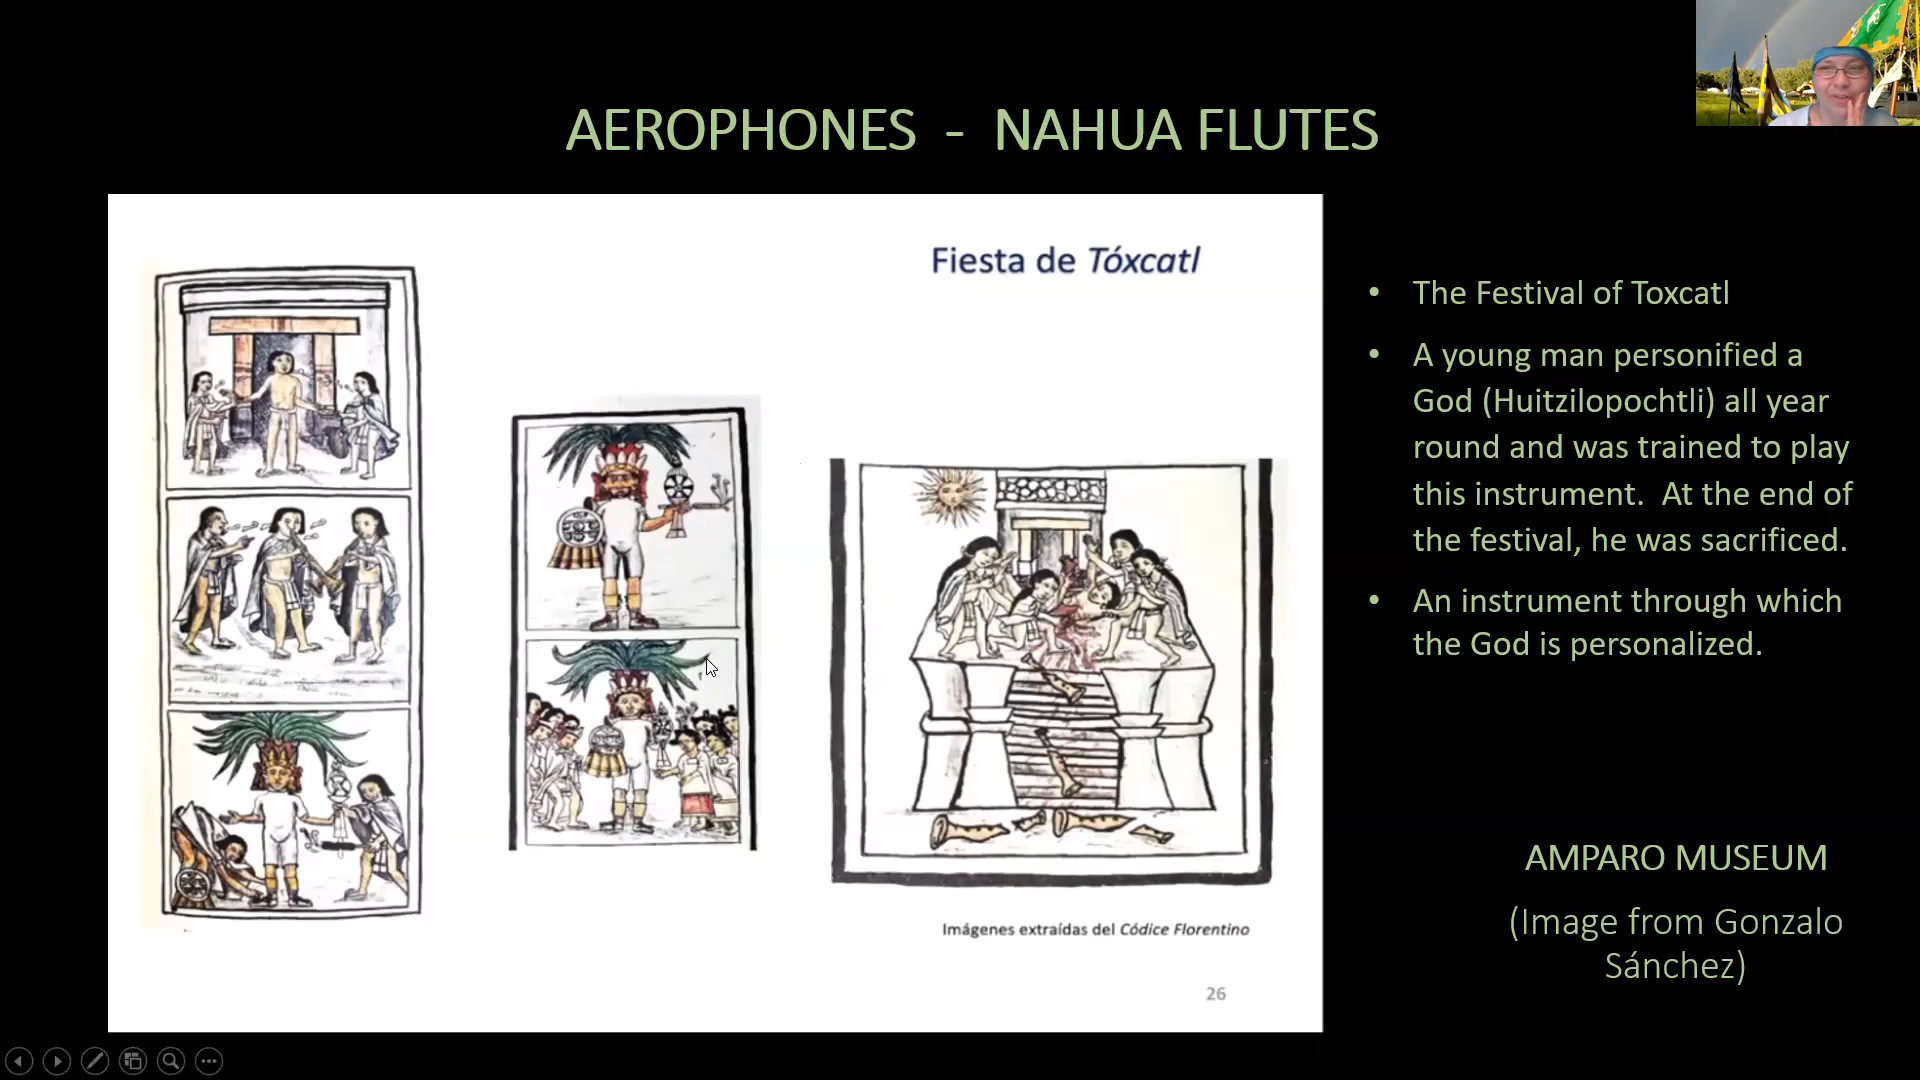 AEROPHONES - NAHUA FLUTES
Fiesta de Tóxcatl
Imágenes extraídas del Códice Florentino
26
• The Festival of Toxcatl
• A young man personified a
God (Huitzilopochtli) all year
round and was trained to play
this instrument. At the end of
the festival, he was sacrificed.
• An instrument through which
the God is personalized.
AMPARO MUSEUM
(Image from Gonzalo
Sánchez)